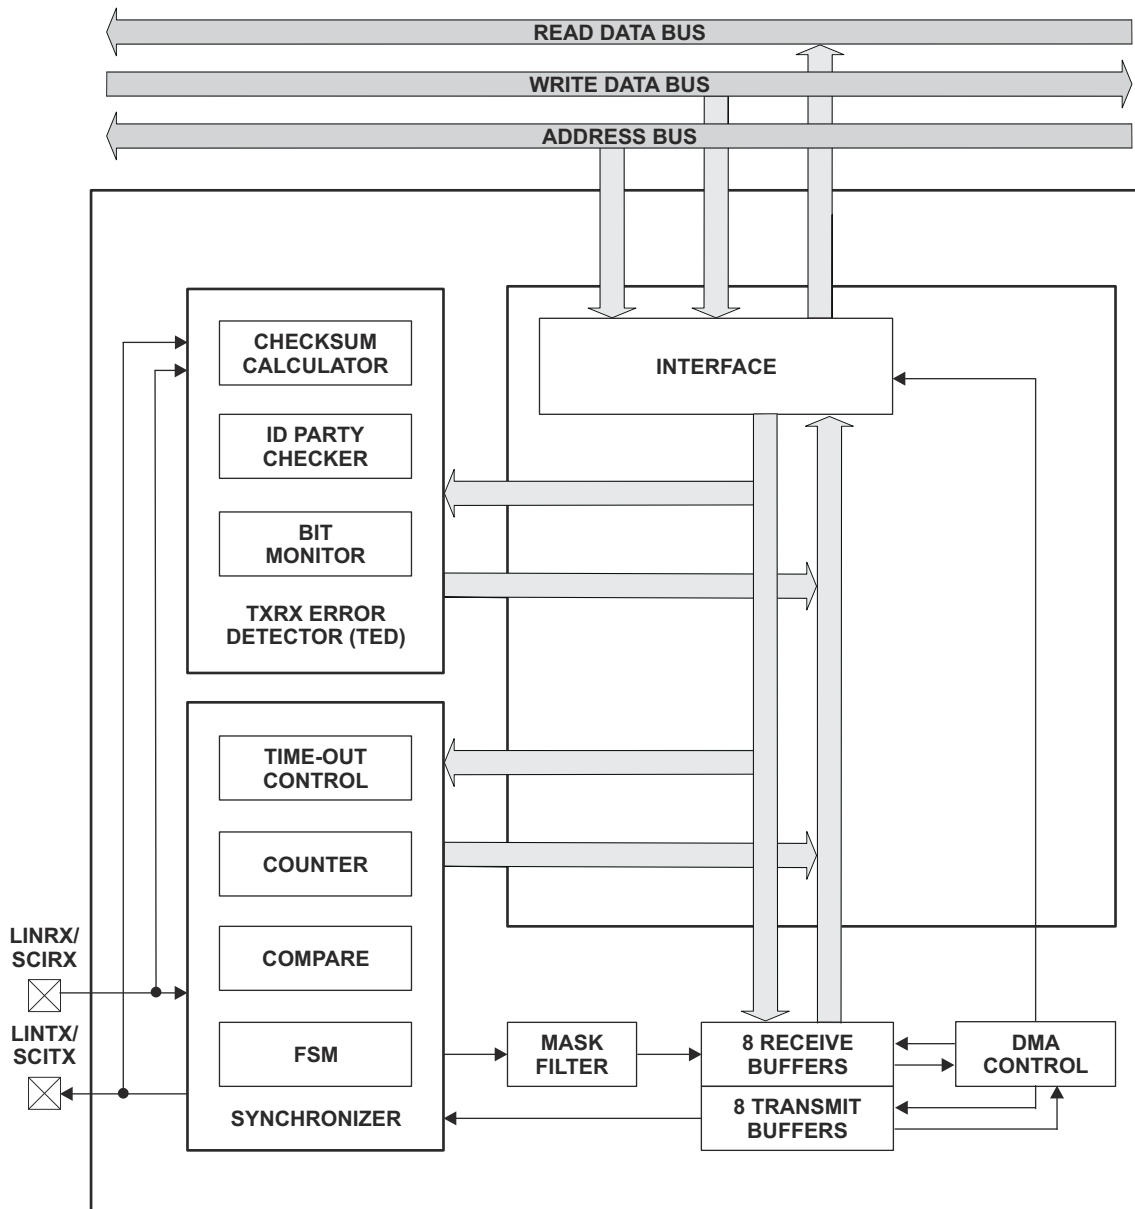 READ DATA BUS
WRITE DATA BUS
ADDRESS BUS
CHECKSUM
CALCULATOR
INTERFACE
ID PARTY
CHECKER
BIT
MONITOR
TXRX ERROR
DETECTOR (TED)
TIME-OUT
CONTROL
COUNTER
COMPARE
LINRX/
SCIRX
LINTX/
SCITX
FSM
SYNCHRONIZER
MASK
FILTER
8 RECEIVE
BUFFERS
8 TRANSMIT
BUFFERS
DMA
CONTROL